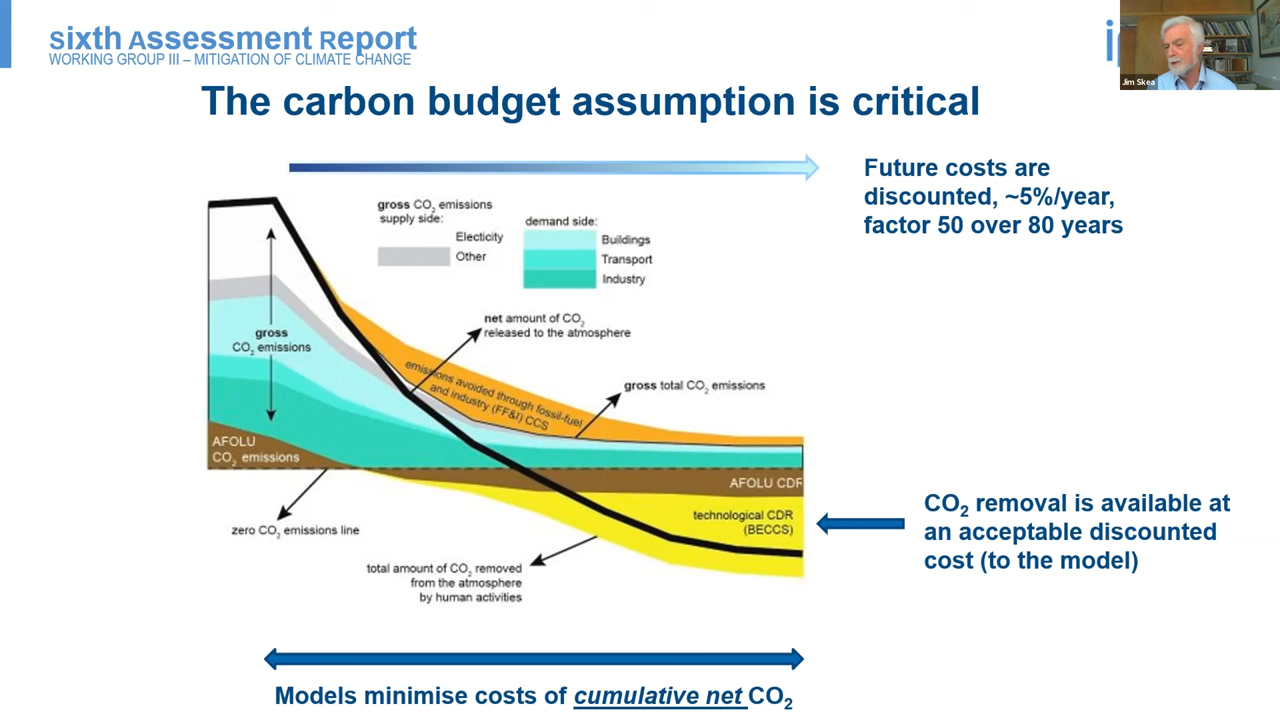 sixth Assessment Report
WORKING GROUP III – MITIGATION OF CLIMATE CHANGE
Jim Skea
The carbon budget assumption is critical
Future costs are
discounted, ~5%/year,
factor 50 over 80 years
gross CO₂ emissions
supply side:
Electicity
Other
demand side:
Buildings
Transport
Industry
net amount of CO₂
released to the atmosphere
gross
CO₂ emissions
emissions avoided through fossil-fuel
and industry (FF&I) CCS
gross total CO₂ emissions
AFOLU
CO₂ emissions
AFOLU CDR
technological CDR
(BECCS)
zero CO₂ emissions line
total amount of CO₂ removed
from the atmosphere
by human activities
CO₂ removal is available at
an acceptable discounted
cost (to the model)
Models minimise costs of cumulative net CO₂